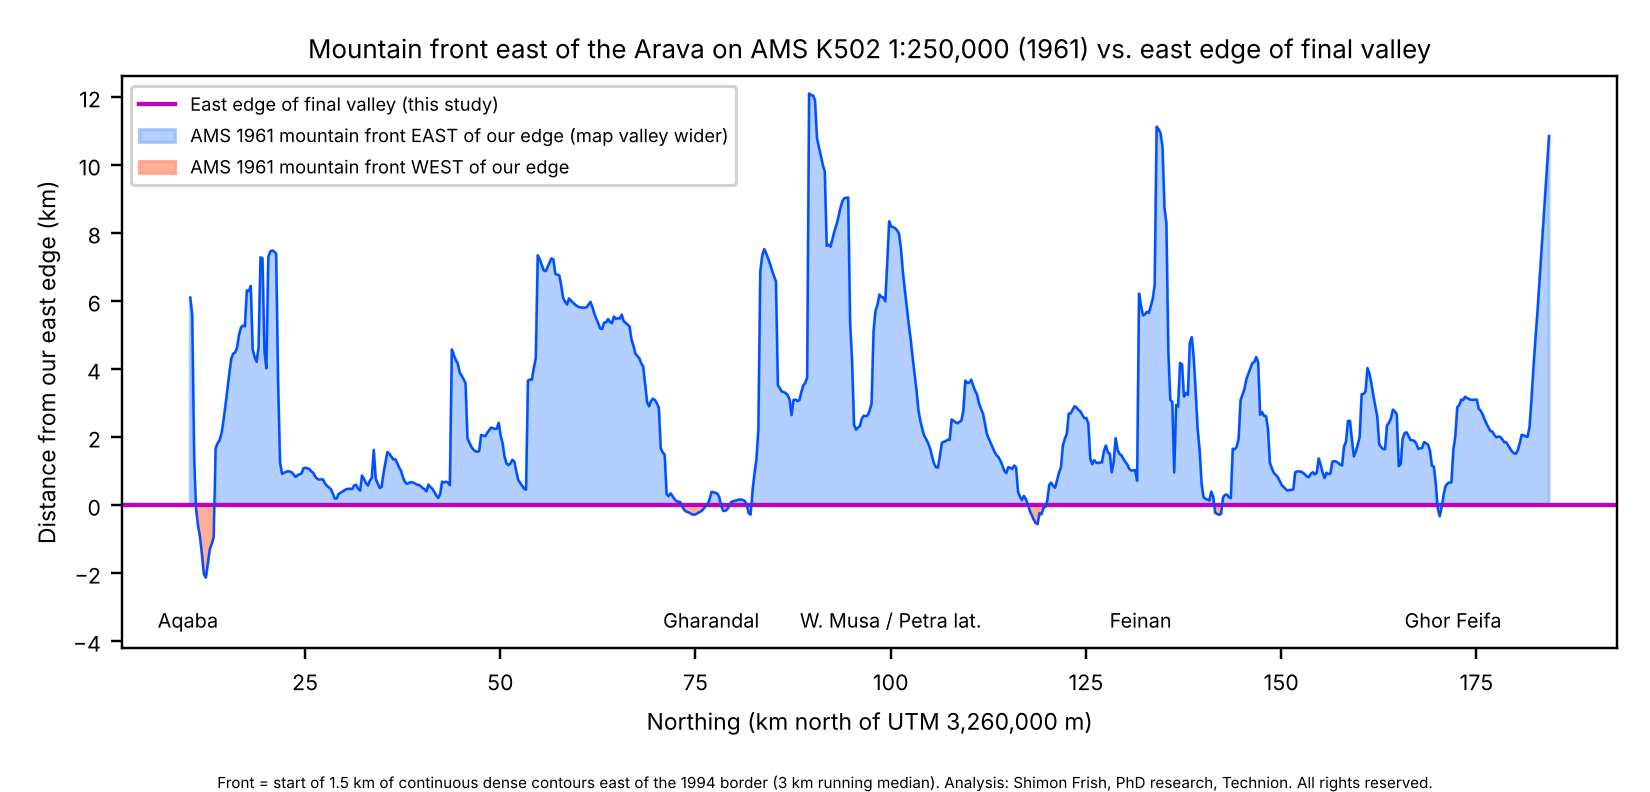 Mountain front east of the Arava on AMS K502 1:250,000 (1961) vs. east edge of final valley
East edge of final valley (this study)
AMS 1961 mountain front EAST of our edge (map valley wider)
AMS 1961 mountain front WEST of our edge
Distance from our east edge (km)
12
10
8
6
4
2
0
−2
−4
Aqaba
Gharandal
W. Musa / Petra lat.
Feinan
Ghor Feifa
25
50
75
100
125
150
175
Northing (km north of UTM 3,260,000 m)
Front = start of 1.5 km of continuous dense contours east of the 1994 border (3 km running median). Analysis: Shimon Frish, PhD research, Technion. All rights reserved.